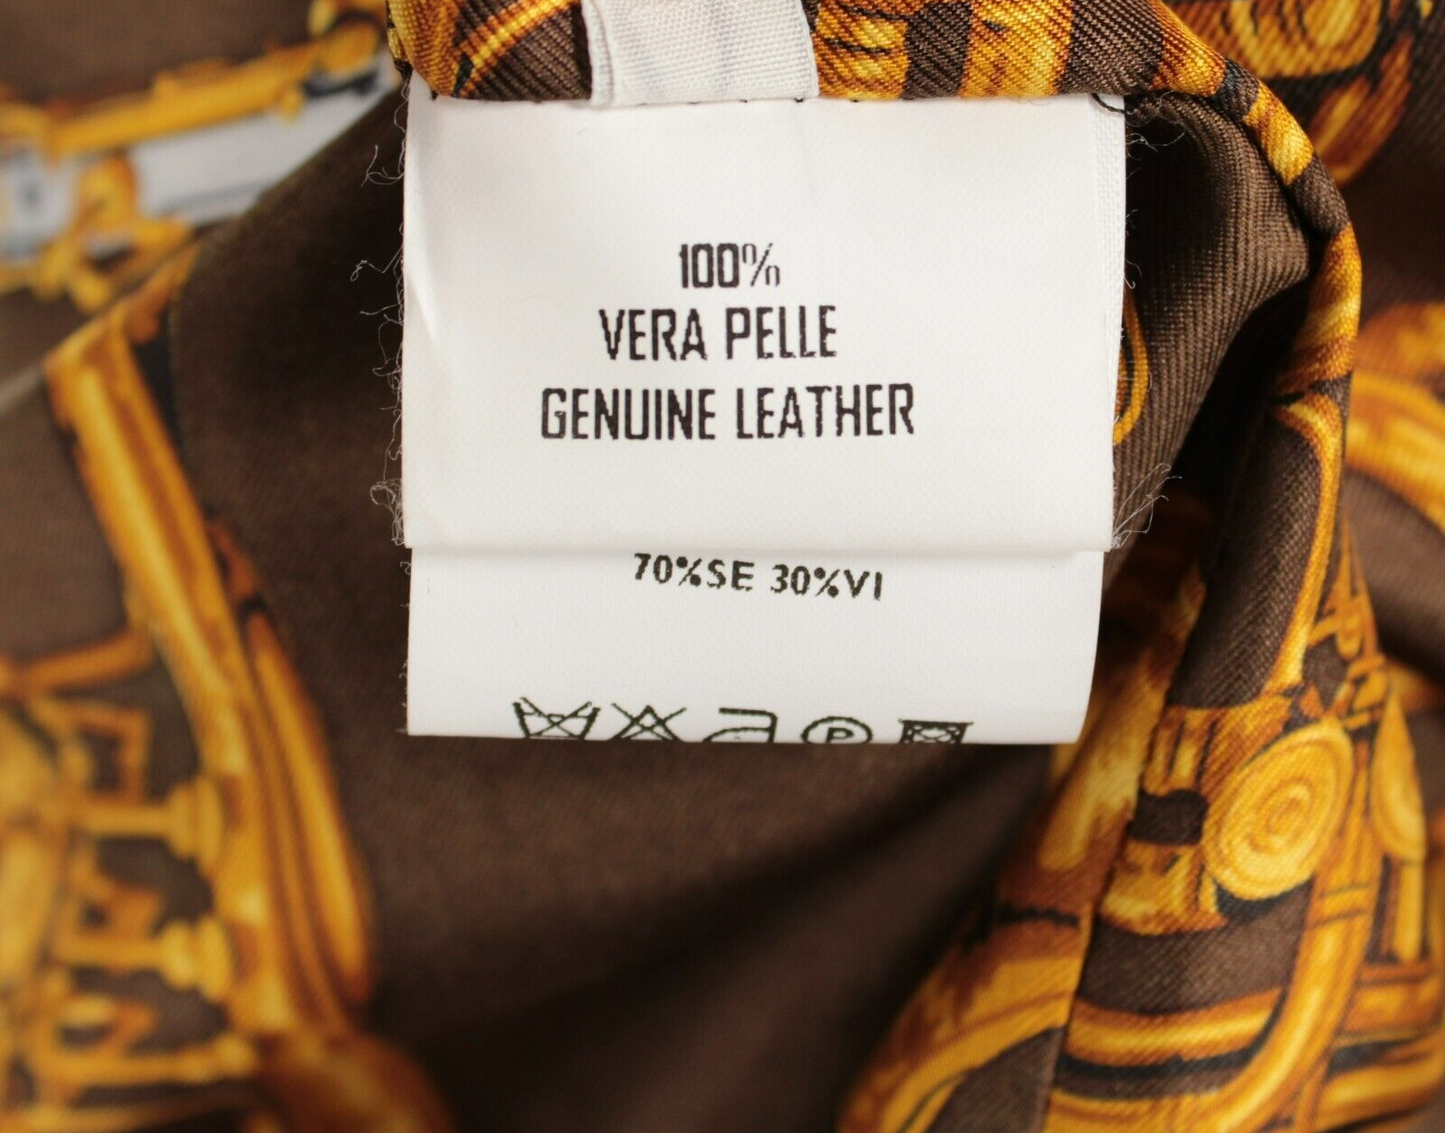 100%
VERA PELLE
GENUINE LEATHER
70%SE 30%VI
P